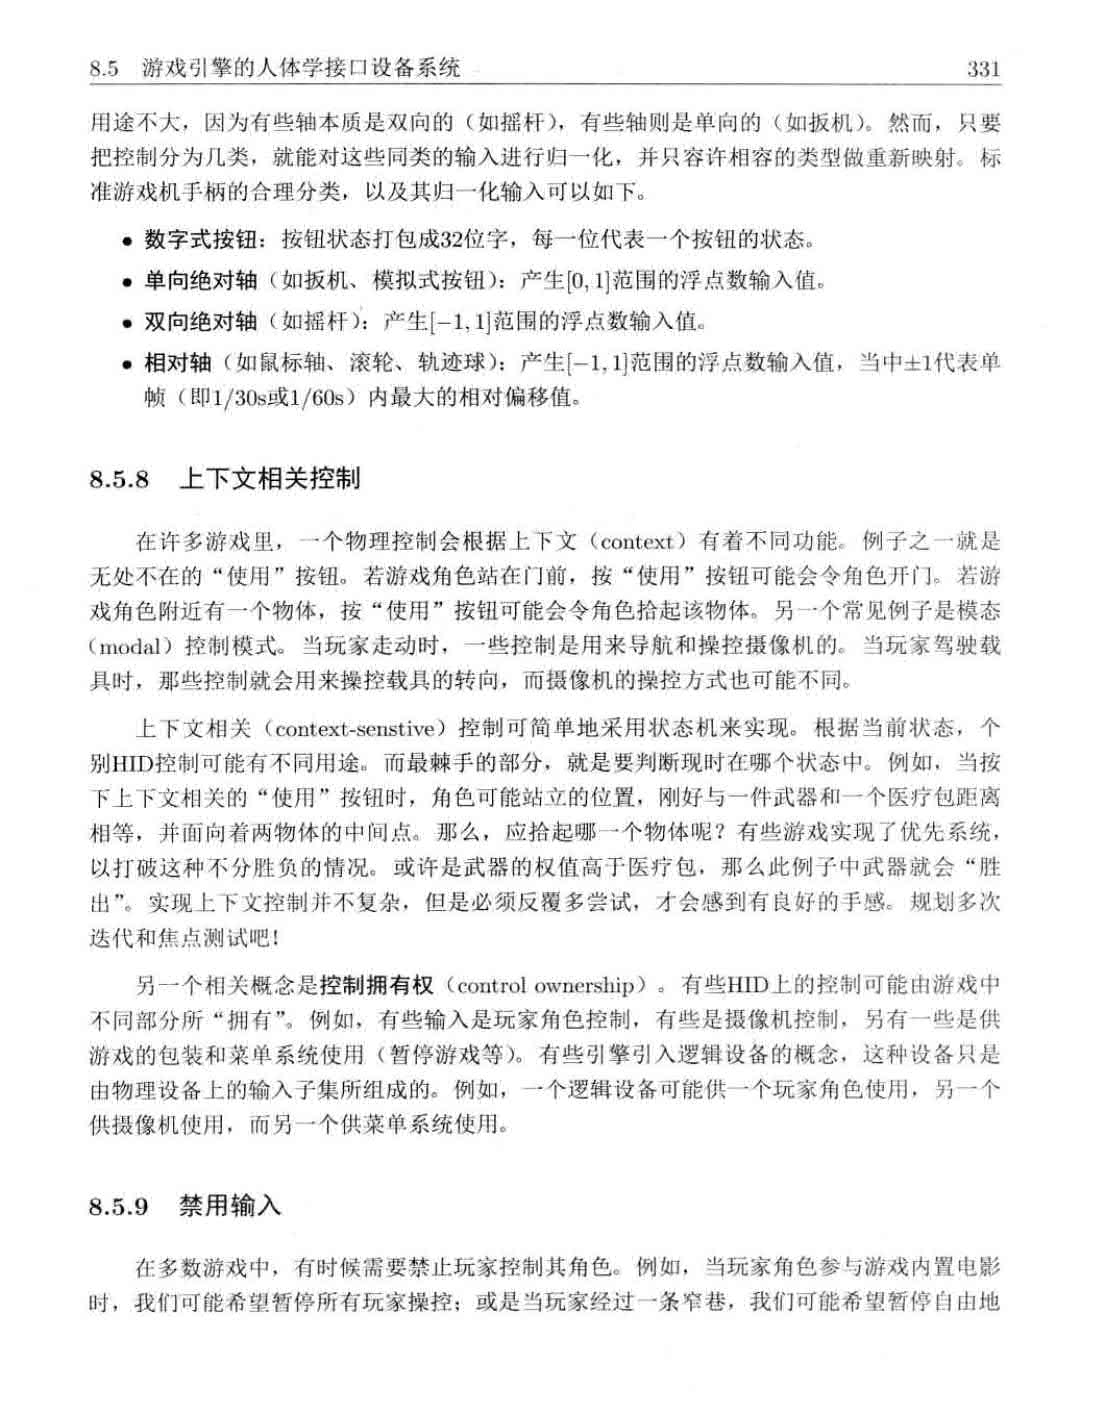 8.5 游戏引擎的人体学接口设备系统 331
用途不大，因为有些轴本质是双向的（如摇杆），有些轴则是单向的（如扳机）。然而，只要
把控制分为几类，就能对这些同类的输入进行归一化，并只容许相容的类型做重新映射。标
准游戏机手柄的合理分类，以及其归一化输入可以如下。
• 数字式按钮：按钮状态打包成32位字，每一位代表一个按钮的状态。
• 单向绝对轴（如扳机、模拟式按钮）：产生[0, 1]范围的浮点数输入值。
• 双向绝对轴（如摇杆）：产生[−1, 1]范围的浮点数输入值。
• 相对轴（如鼠标轴、滚轮、轨迹球）：产生[−1, 1]范围的浮点数输入值，当中±1代表单
帧（即1/30s或1/60s）内最大的相对偏移值。
8.5.8 上下文相关控制
在许多游戏里，一个物理控制会根据上下文（context）有着不同功能。例子之一就是
无处不在的“使用”按钮。若游戏角色站在门前，按“使用”按钮可能会令角色开门。若游
戏角色附近有一个物体，按“使用”按钮可能会令角色拾起该物体。另一个常见例子是模态
（modal）控制模式。当玩家走动时，一些控制是用来导航和操控摄像机的。当玩家驾驶载
具时，那些控制就会用来操控载具的转向，而摄像机的操控方式也可能不同。
上下文相关（context-senstive）控制可简单地采用状态机来实现。根据当前状态，个
别HID控制可能有不同用途。而最棘手的部分，就是要判断现时在哪个状态中。例如，当按
下上下文相关的“使用”按钮时，角色可能站立的位置，刚好与一件武器和一个医疗包距离
相等，并面向着两物体的中间点。那么，应拾起哪一个物体呢？有些游戏实现了优先系统，
以打破这种不分胜负的情况。或许是武器的权值高于医疗包，那么此例子中武器就会“胜
出”。实现上下文控制并不复杂，但是必须反覆多尝试，才会感到有良好的手感。规划多次
迭代和焦点测试吧！
另一个相关概念是控制拥有权（control ownership）。有些HID上的控制可能由游戏中
不同部分所“拥有”。例如，有些输入是玩家角色控制，有些是摄像机控制，另有一些是供
游戏的包装和菜单系统使用（暂停游戏等）。有些引擎引入逻辑设备的概念，这种设备只是
由物理设备上的输入子集所组成的。例如，一个逻辑设备可能供一个玩家角色使用，另一个
供摄像机使用，而另一个供菜单系统使用。
8.5.9 禁用输入
在多数游戏中，有时候需要禁止玩家控制其角色。例如，当玩家角色参与游戏内置电影
时，我们可能希望暂停所有玩家操控；或是当玩家经过一条窄巷，我们可能希望暂停自由地